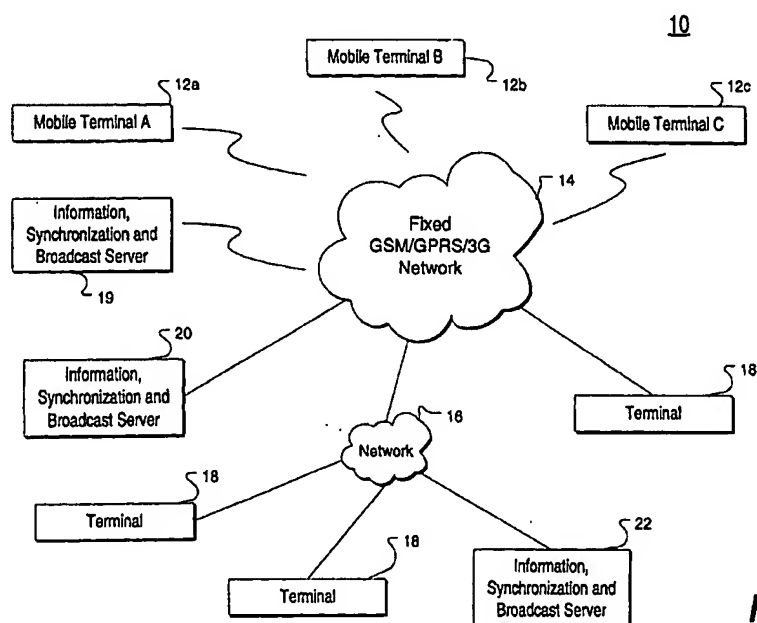 10
Mobile Terminal B
12b
12a
Mobile Terminal A
12c
Mobile Terminal C
14
Fixed
GSM/GPRS/3G
Network
Information,
Synchronization and
Broadcast Server
19
20
Information,
Synchronization and
Broadcast Server
18
Terminal
16
Network
18
Terminal
18
Terminal
22
Information,
Synchronization and
Broadcast Server